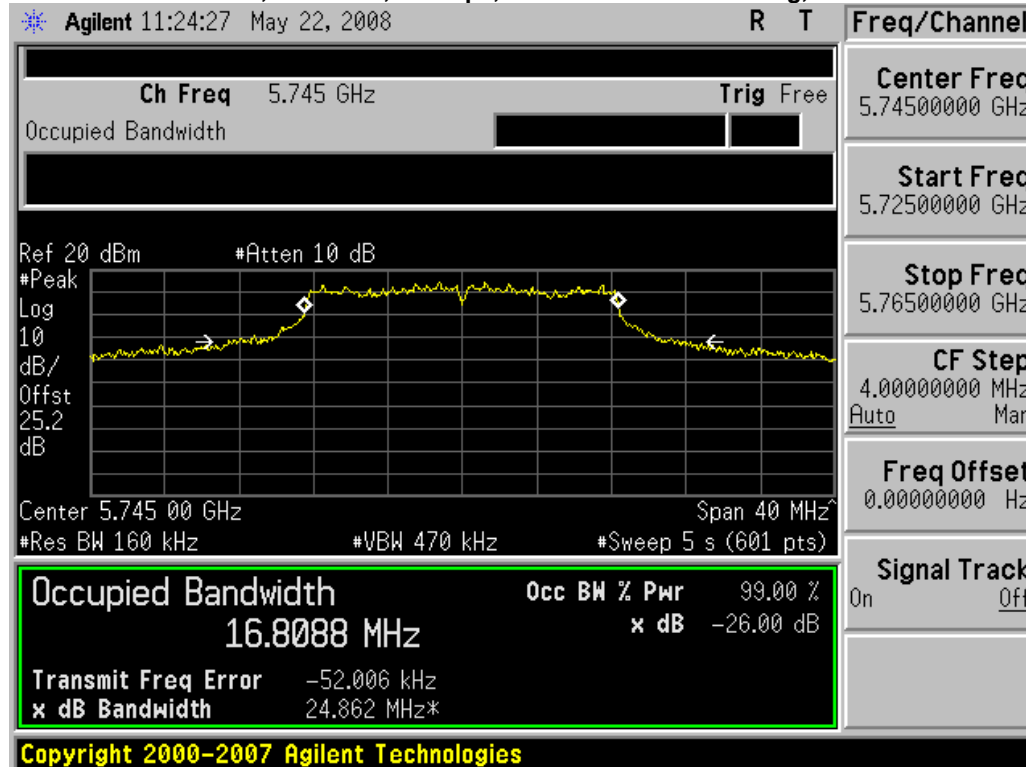 Agilent 11:24:27 May 22, 2008 R T
Freq/Channel
Ch Freq 5.745 GHz Trig Free
Occupied Bandwidth
Center Freq
5.74500000 GHz
Start Freq
5.72500000 GHz
Stop Freq
5.76500000 GHz
CF Step
4.00000000 MHz
Auto Man
Freq Offset
0.00000000 Hz
Signal Track
On Off
Ref 20 dBm #Atten 10 dB
#Peak
Log
10
dB/
Offst
25.2
dB
Center 5.745 00 GHz Span 40 MHz^
#Res BW 160 kHz #VBW 470 kHz #Sweep 5 s (601 pts)
Occupied Bandwidth Occ BW % Pwr 99.00 %
16.8088 MHz x dB -26.00 dB
Transmit Freq Error -52.006 kHz
x dB Bandwidth 24.862 MHz*
Copyright 2000-2007 Agilent Technologies